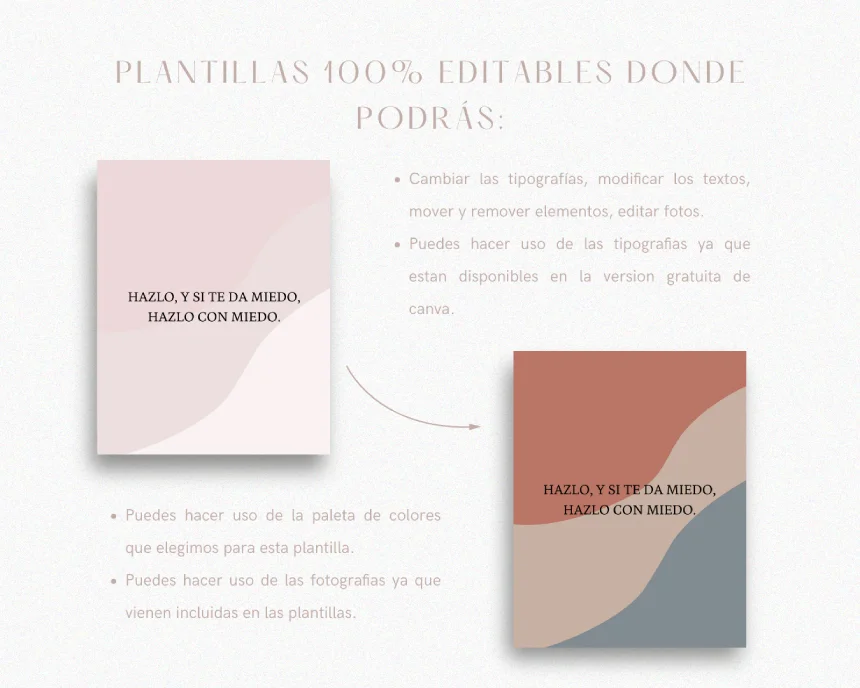 PLANTILLAS 100% EDITABLES DONDE
PODRÁS:
• Cambiar las tipografías, modificar los textos,
mover y remover elementos, editar fotos.
• Puedes hacer uso de las tipografias ya que
estan disponibles en la version gratuita de
canva.
HAZLO, Y SI TE DA MIEDO,
HAZLO CON MIEDO.
HAZLO, Y SI TE DA MIEDO,
HAZLO CON MIEDO.
• Puedes hacer uso de la paleta de colores
que elegimos para esta plantilla.
• Puedes hacer uso de las fotografias ya que
vienen incluidas en las plantillas.